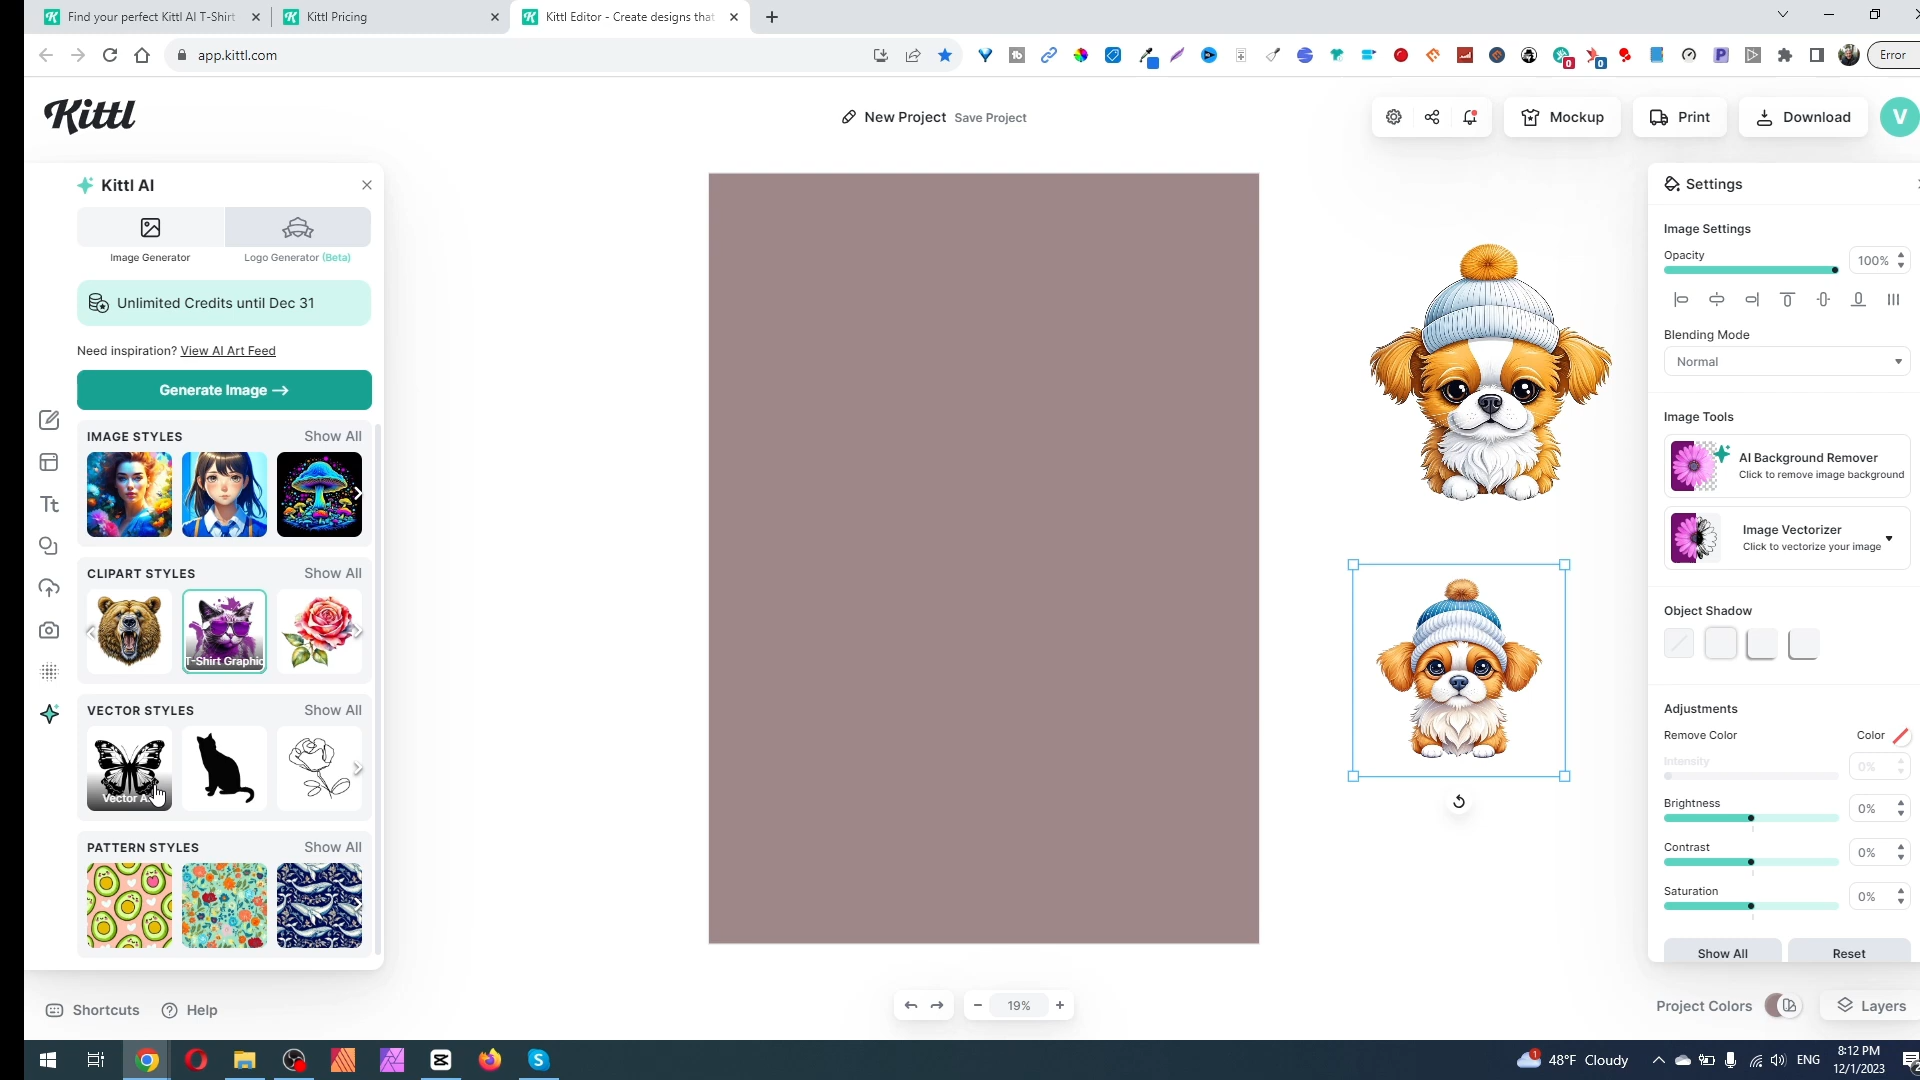 Find your perfect Kittl AI T-Shirt
Kittl Pricing
Kittl Editor - Create designs that
app.kittl.com
Error
Kittl
New Project Save Project
Mockup
Print
Download
V
Kittl AI
Image Generator
Logo Generator (Beta)
Unlimited Credits until Dec 31
Need inspiration? View AI Art Feed
Generate Image →
IMAGE STYLES
Show All
CLIPART STYLES
Show All
T-Shirt Graphic
VECTOR STYLES
Show All
Vector A
PATTERN STYLES
Show All
Tt
Shortcuts
Help
19%
Settings
Image Settings
Opacity
100%
Blending Mode
Normal
Image Tools
AI Background Remover
Click to remove image background
Image Vectorizer
Click to vectorize your image
Object Shadow
Adjustments
Remove Color
Color
Intensity
0%
Brightness
0%
Contrast
0%
Saturation
0%
Show All
Reset
Project Colors
Layers
48°F Cloudy
ENG
8:12 PM
12/1/2023